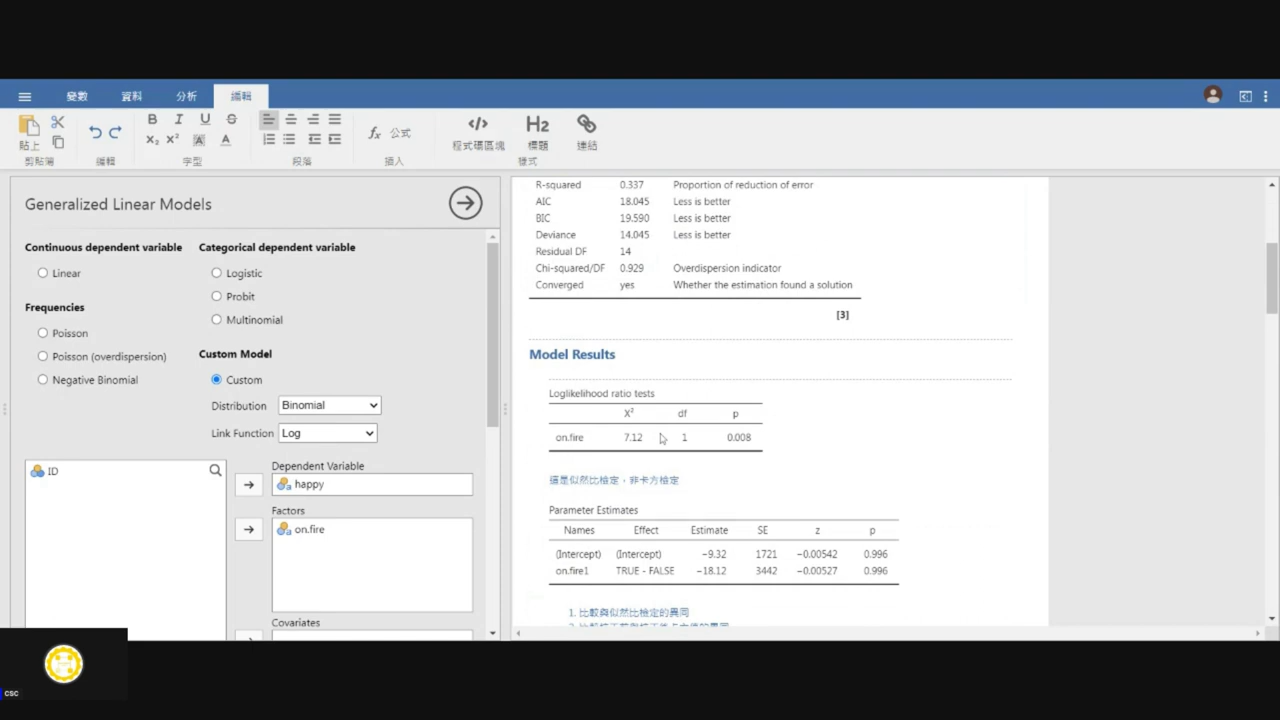 變數 資料 分析 編輯
B I U S
貼上 X₂ X² A A fx 公式 </> H2
程式碼區塊 標題 連結
剪貼簿 編輯 字型 段落 插入 樣式
Generalized Linear Models
Continuous dependent variable Categorical dependent variable
Linear Logistic
Probit
Frequencies
Multinomial
Poisson
Poisson (overdispersion) Custom Model
Negative Binomial Custom
Distribution Binomial
Link Function Log
ID
Dependent Variable
happy
Factors
on.fire
Covariates
R-squared 0.337 Proportion of reduction of error
AIC 18.045 Less is better
BIC 19.590 Less is better
Deviance 14.045 Less is better
Residual DF 14
Chi-squared/DF 0.929 Overdispersion indicator
Converged yes Whether the estimation found a solution
[3]
Model Results
Loglikelihood ratio tests
X² df p
on.fire 7.12 1 0.008
這是似然比檢定，非卡方檢定
Parameter Estimates
Names Effect Estimate SE z p
(Intercept) (Intercept) −9.32 1721 −0.00542 0.996
on.fire1 TRUE - FALSE −18.12 3442 −0.00527 0.996
1. 比較與似然比檢定的異同
csc